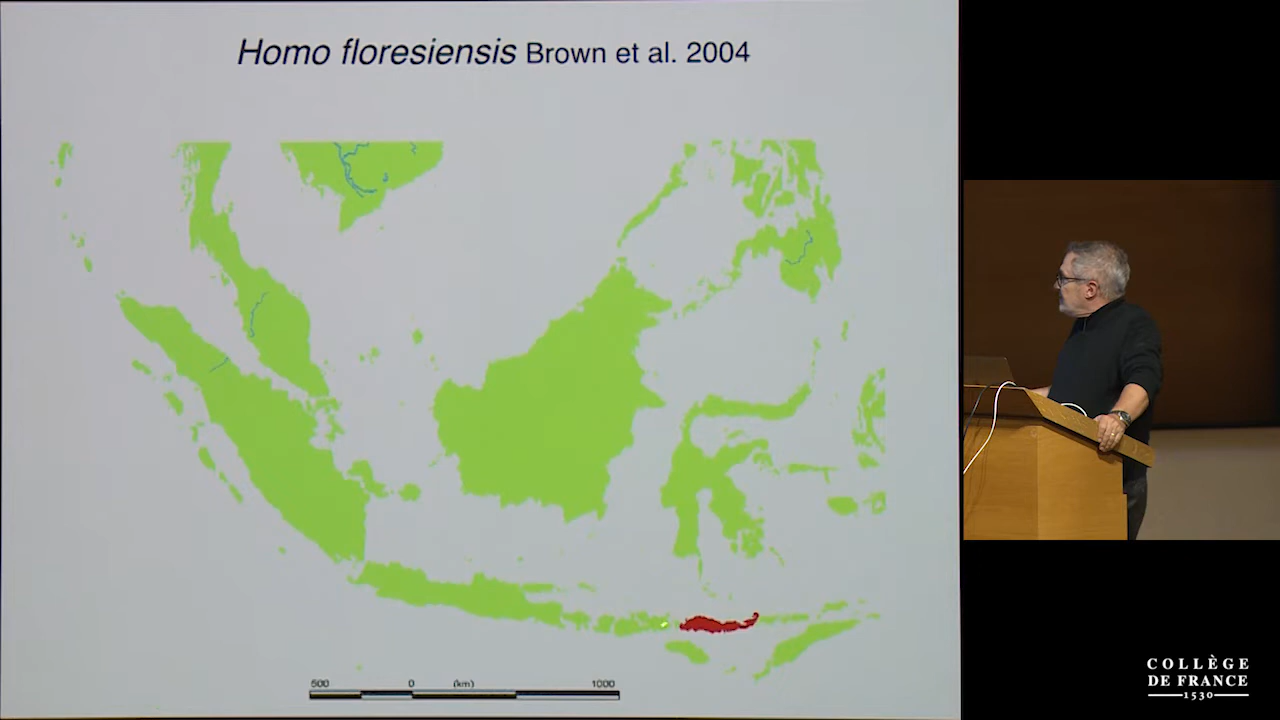 Homo floresiensis Brown et al. 2004
500 0 (km) 1000
COLLÈGE
DE FRANCE
1530